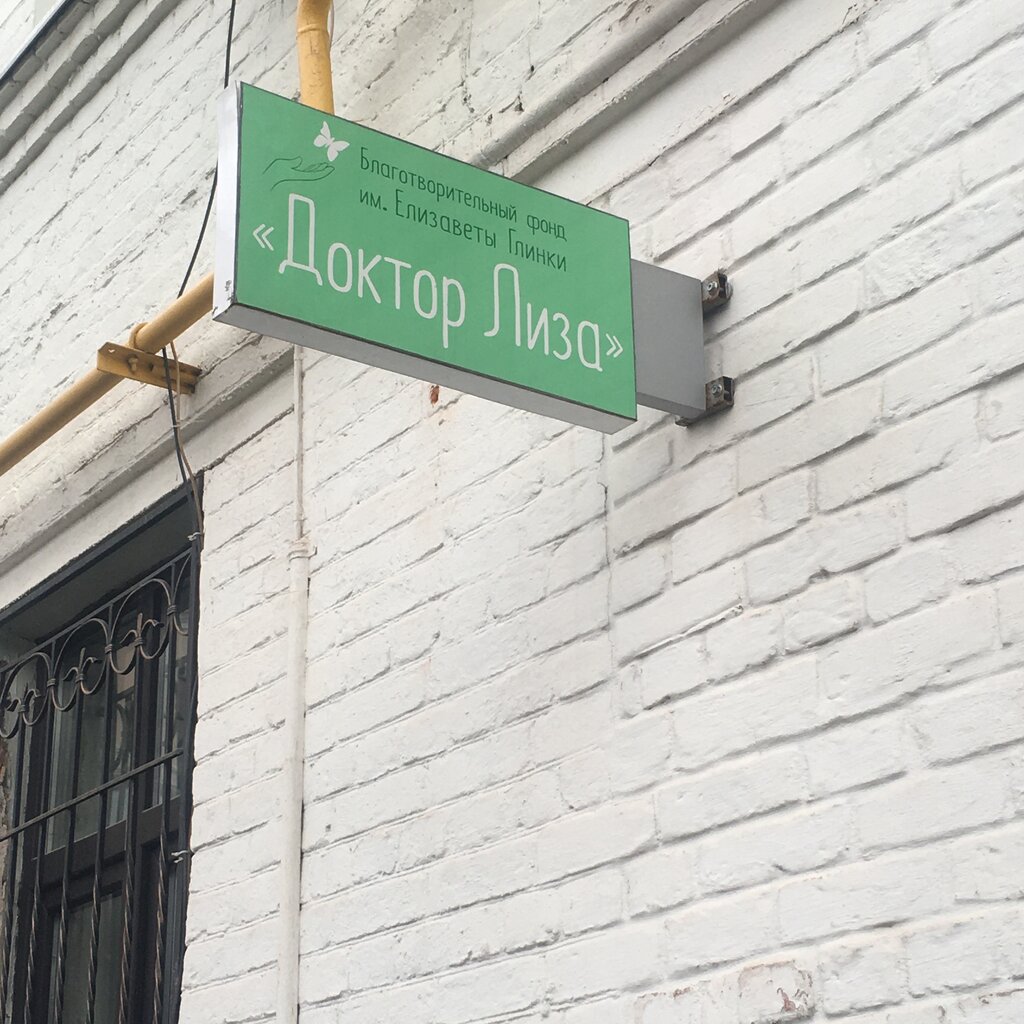 Благотворительный фонд
им. Елизаветы Глинки
«Доктор Лиза»